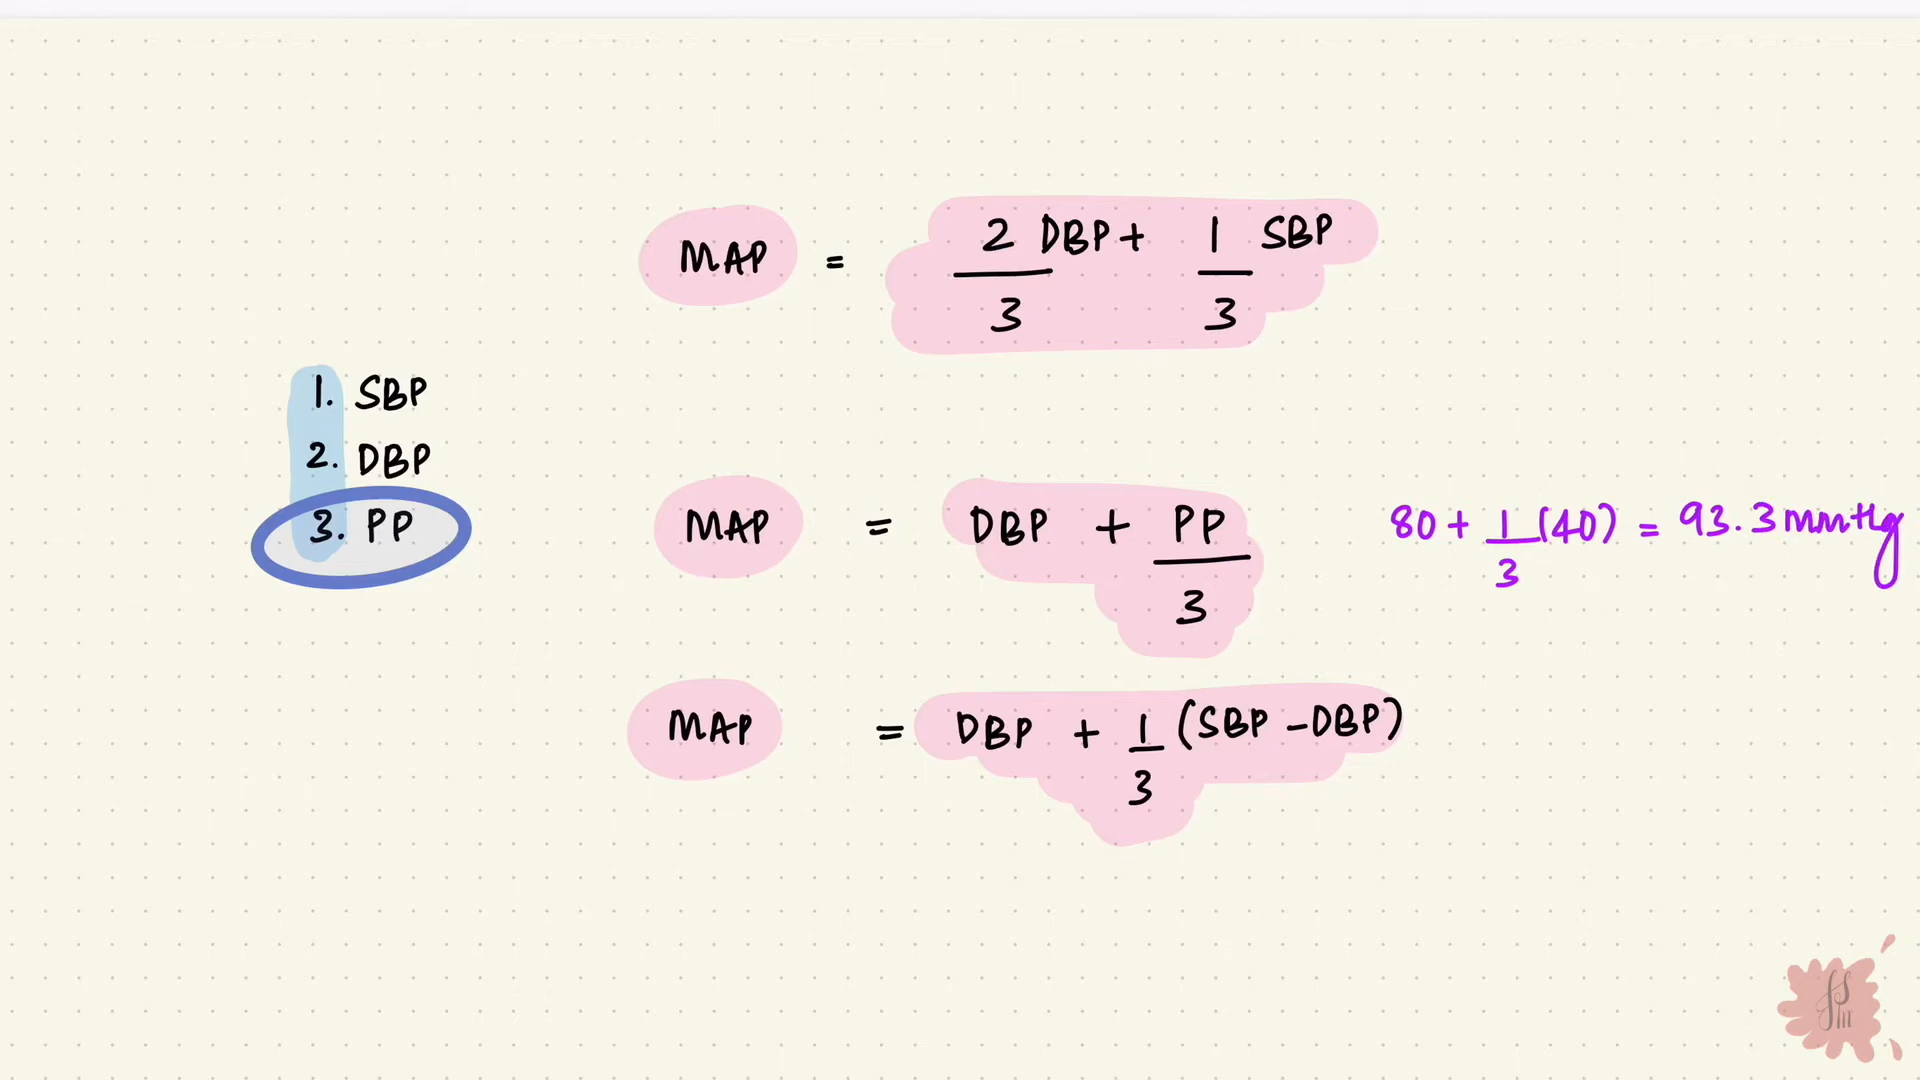 MAP = 2/3 DBP + 1/3 SBP
1. SBP
2. DBP
3. PP
MAP = DBP + PP/3
80 + 1/3 (40) = 93.3 mmHg
MAP = DBP + 1/3 (SBP - DBP)